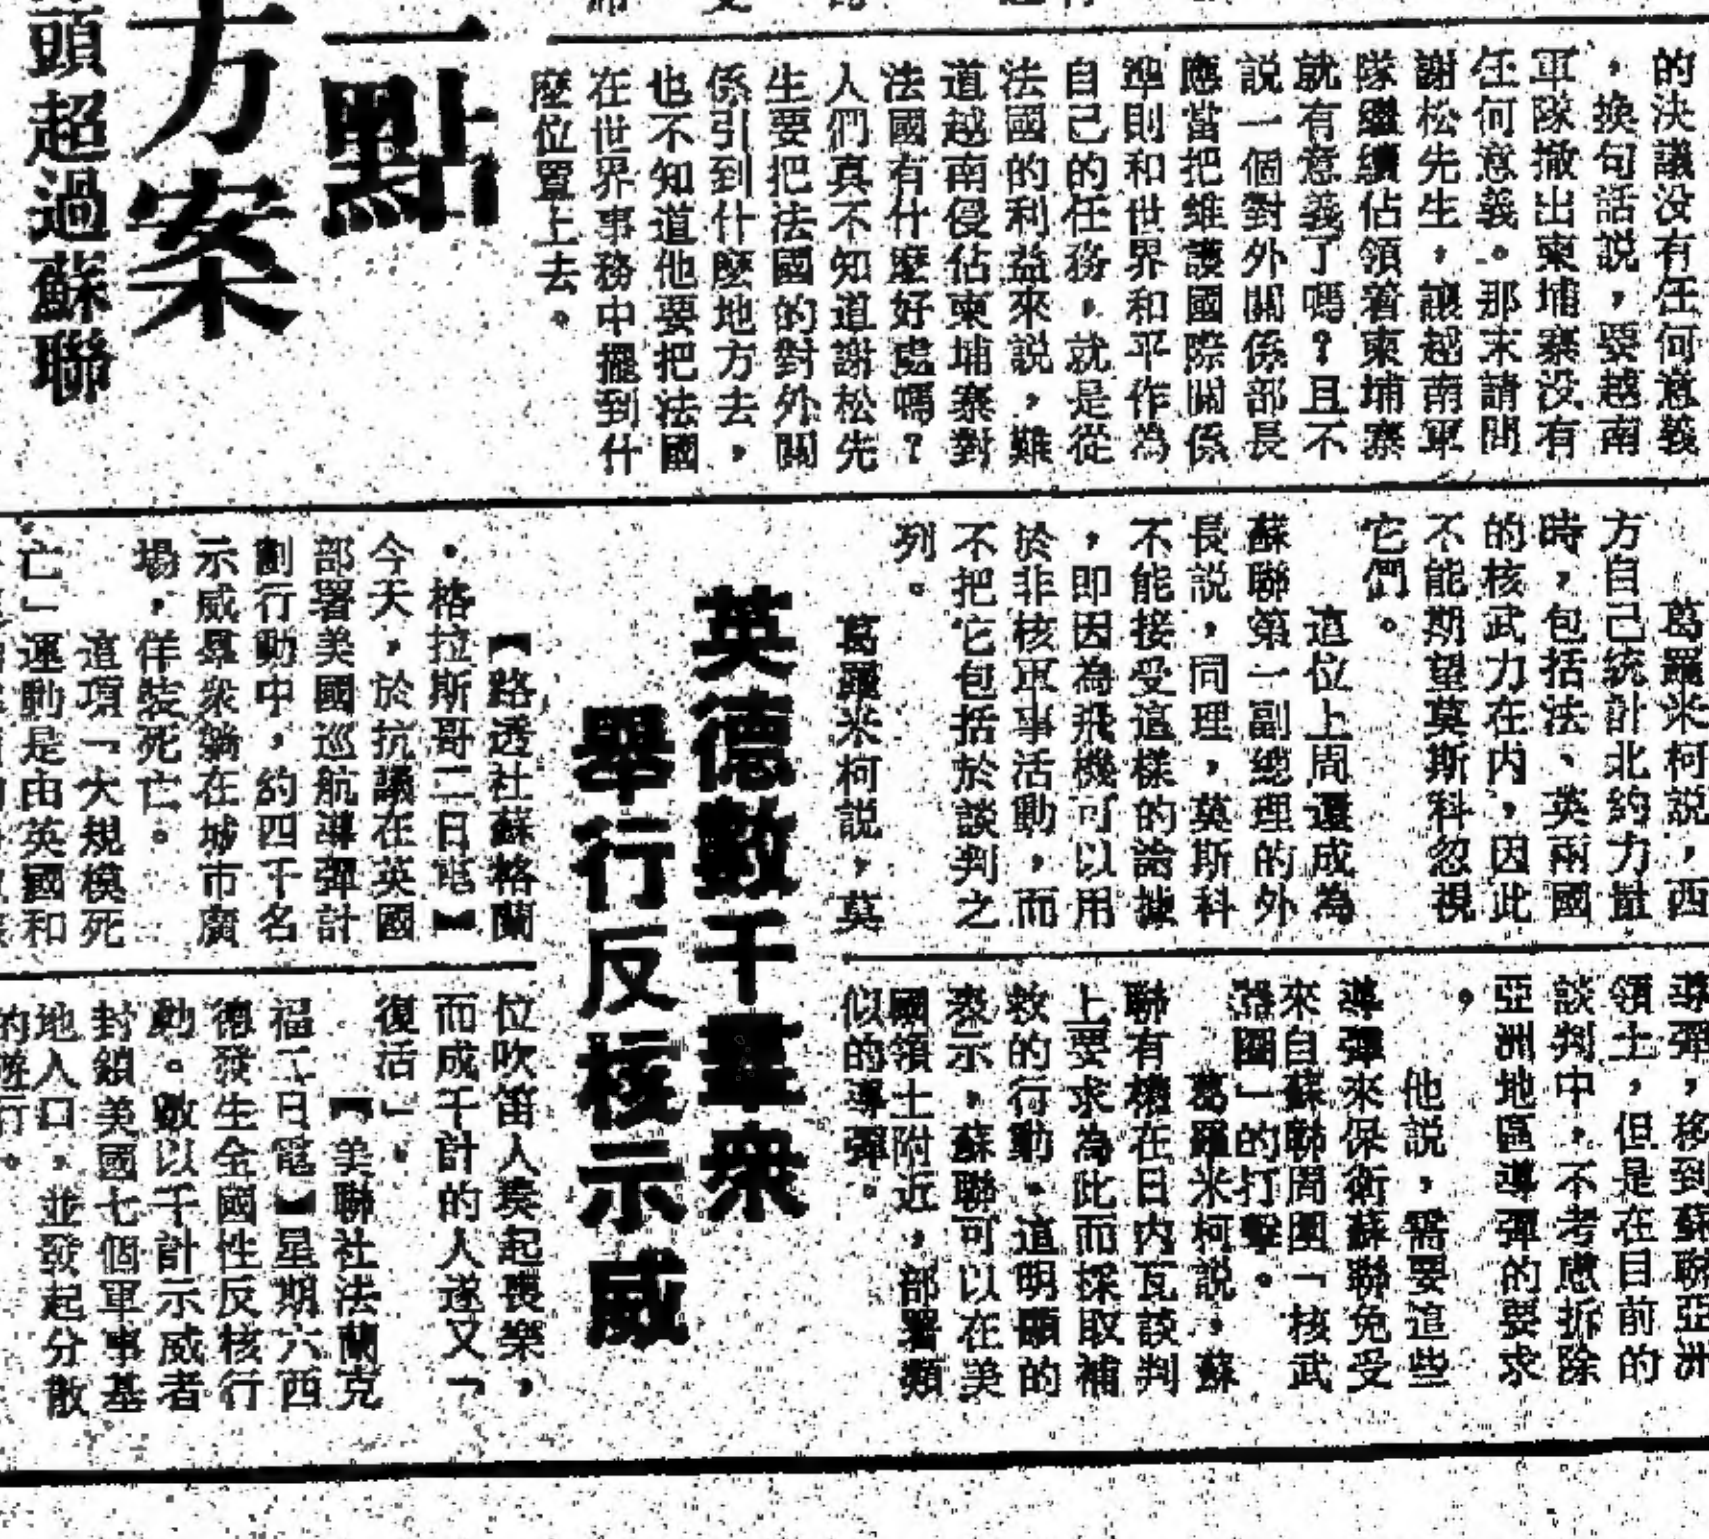 的決議没有任何意義
，換句話説，要越南
軍隊撤出柬埔寨没有
任何意義。那末請問
謝松先生，讓越南軍
隊繼續佔領着柬埔寨
就有意義了嗎？且不
説一個對外關係部長
應當把維護國際關係
準則和世界和平作為
自己的任務，就是從
法國的利益來説，難
道越南侵佔柬埔寨對
法國有什麼好處嗎？
人們真不知道謝松先
生要把法國的對外關
係引到什麼地方去，
也不知道他要把法國
在世界事務中擺到什
麼位置上去。
一點
方案
頭超過蘇聯
葛羅米柯説，西
方自己統計北約力量
時，包括法、英兩國
的核武力在内，因此
不能期望莫斯科忽視
它們。
這位上周還成為
蘇聯第一副總理的外
長説，同理，莫斯科
不能接受這樣的論據
，即因為飛機可以用
於非核軍事活動，而
不把它包括於談判之
列。
葛羅米柯説，莫
導彈，移到蘇聯亞洲
領土，但是在目前的
談判中，不考慮拆除
亞洲地區導彈的要求
。
他説，需要這些
導彈來保衛蘇聯免受
來自蘇聯周圍「核武
器圈」的打擊。
葛羅米柯説，蘇
聯有權在日内瓦談判
上要求為此而採取補
救的行動。這明顯的
表示，蘇聯可以在美
國領土附近，部署類
似的導彈。
英德數千羣衆
舉行反核示威
【路透社蘇格蘭
·格拉斯哥二日電】
今天，於抗議在英國
部署美國巡航導彈計
劃行動中，約四千名
示威羣衆躺在城市廣
場，佯裝死亡。
這項「大規模死
亡」運動是由英國和
位吹笛人奏起喪樂，
而成千計的人遂又「
復活」。
【美聯社法蘭克
福二日電】星期六西
德發生全國性反核行
動。數以千計示威者
封鎖美國七個軍事基
地入口，並發起分散
的遊行。